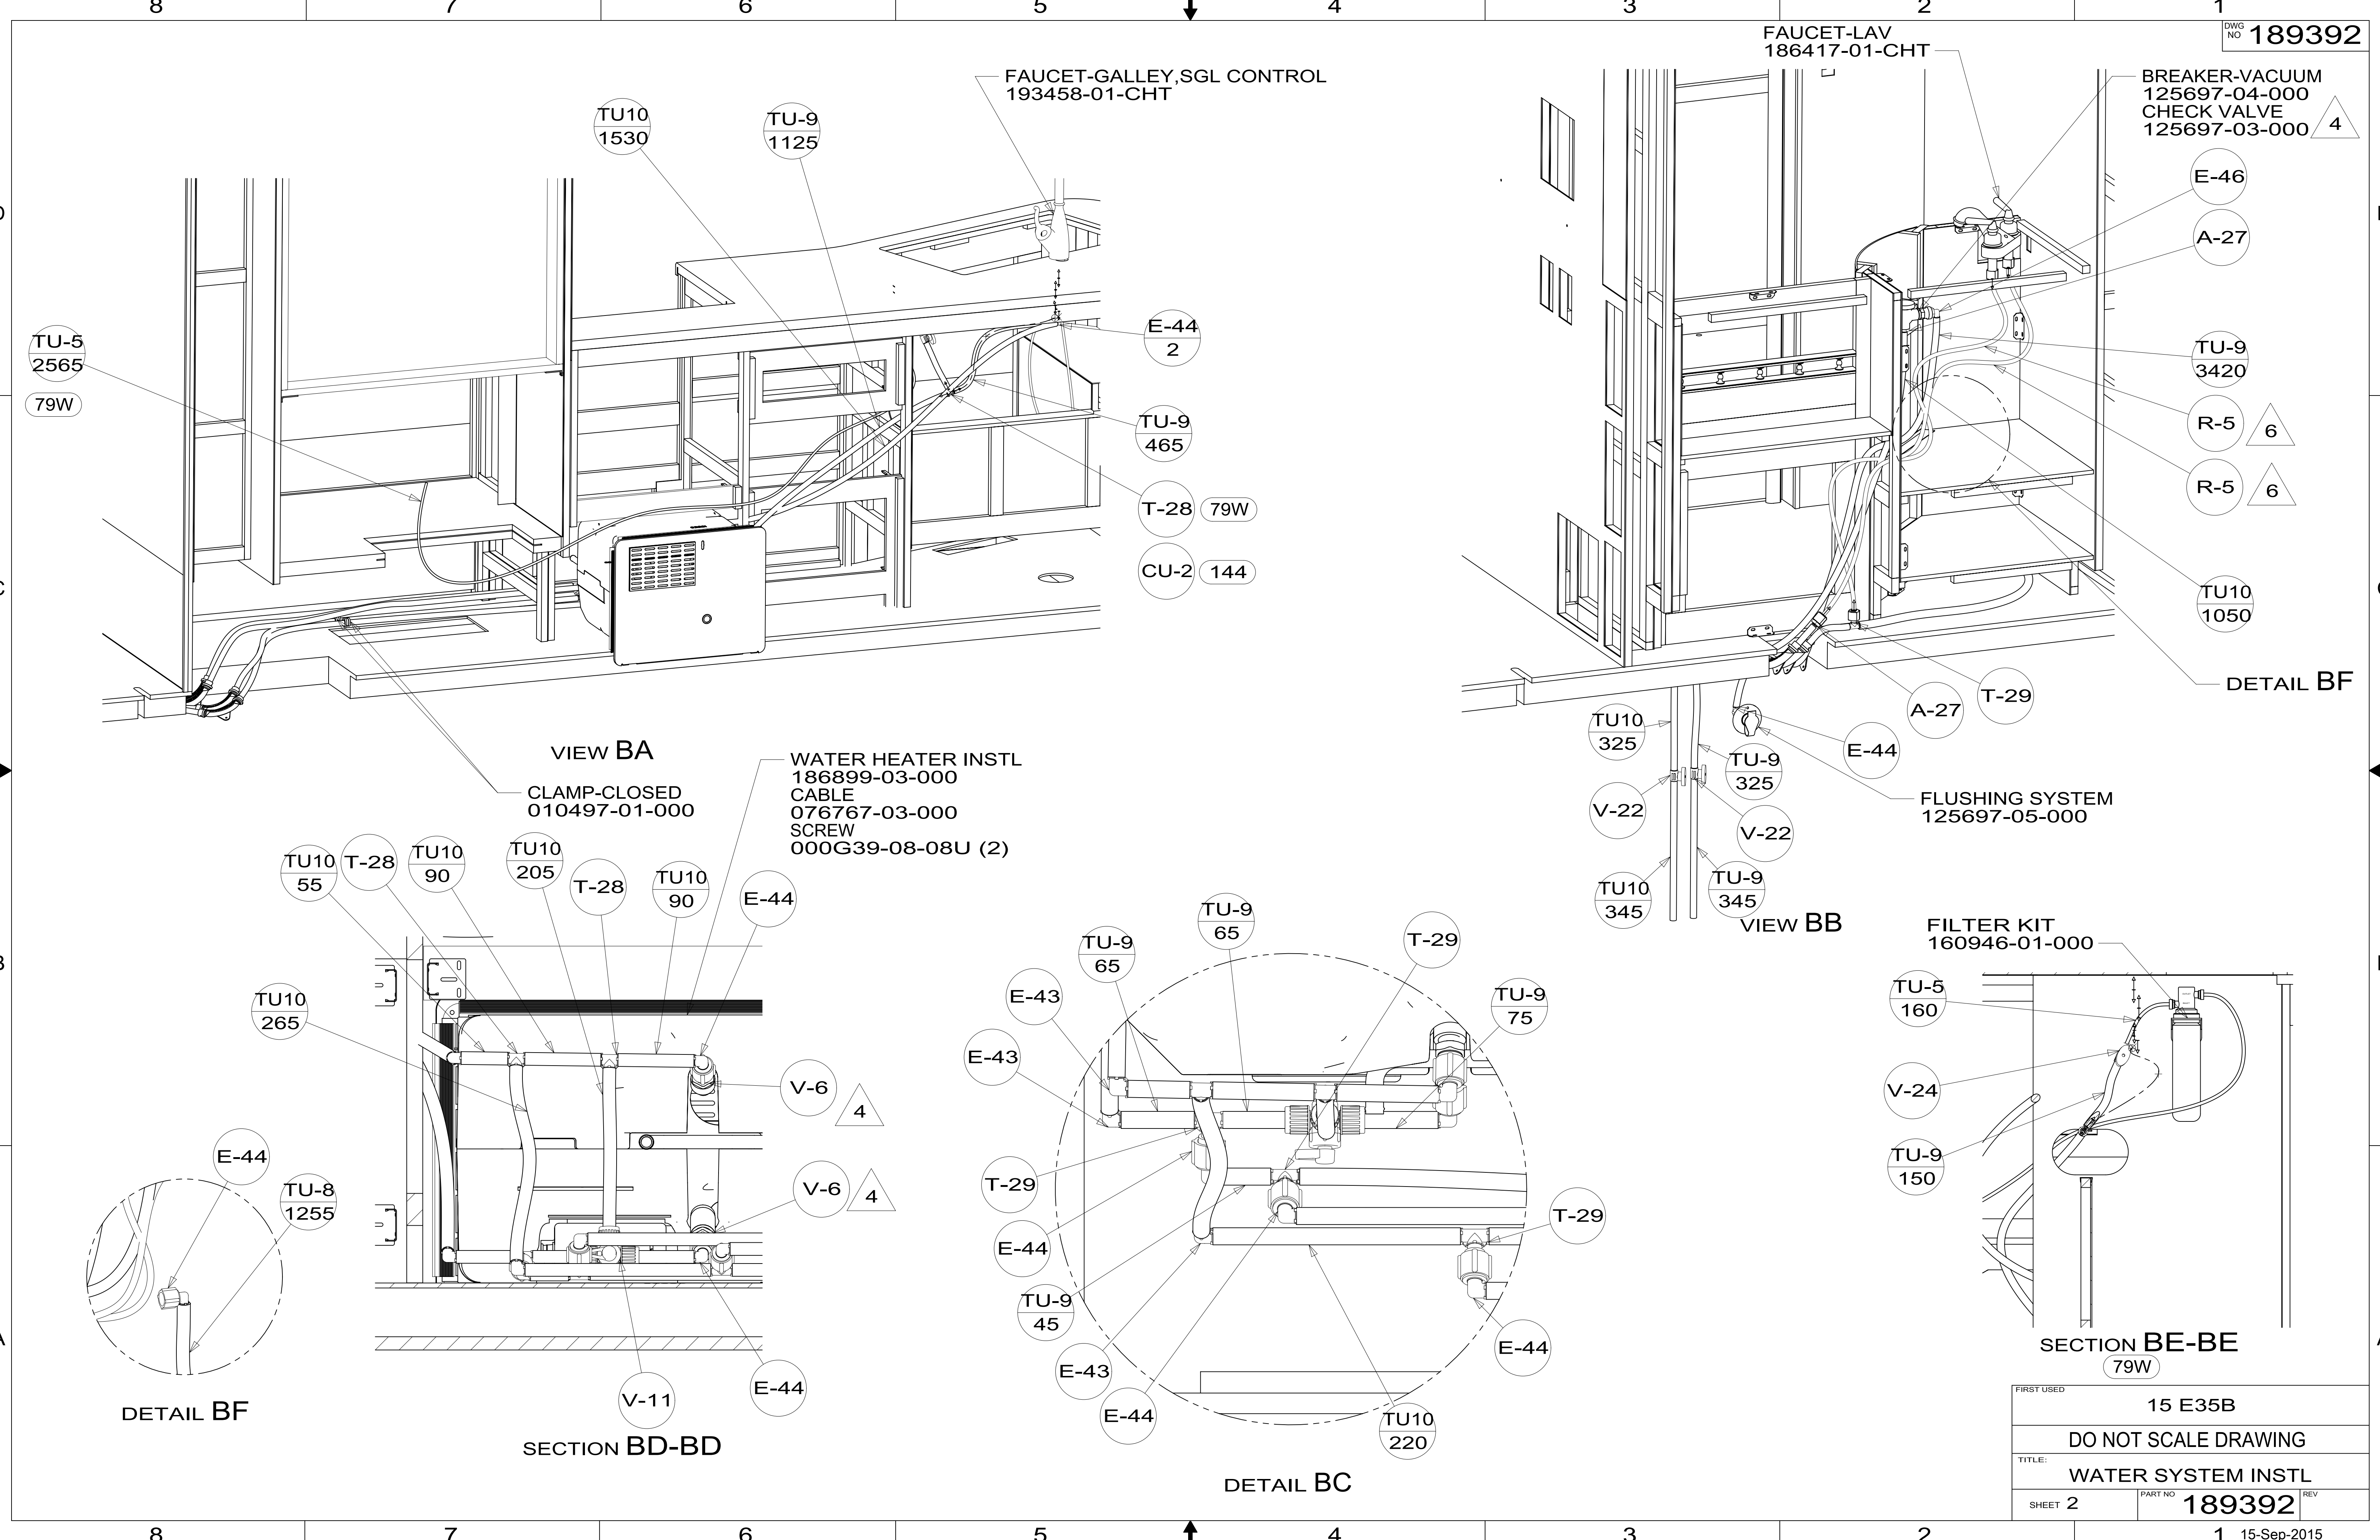 8 7 6 5 4 3 2 1
DWG NO 189392
FAUCET-LAV
186417-01-CHT
BREAKER-VACUUM
125697-04-000
CHECK VALVE
125697-03-000
4
FAUCET-GALLEY,SGL CONTROL
193458-01-CHT
TU10
1530
TU-9
1125
TU-5
2565
79W
E-44
2
TU-9
465
T-28 79W
CU-2 144
VIEW BA
CLAMP-CLOSED
010497-01-000
E-46
A-27
TU-9
3420
R-5 6
R-5 6
TU10
1050
DETAIL BF
T-29
A-27
E-44
TU10
325
TU-9
325
V-22
V-22
FLUSHING SYSTEM
125697-05-000
TU10
345
TU-9
345
VIEW BB
WATER HEATER INSTL
186899-03-000
CABLE
076767-03-000
SCREW
000G39-08-08U (2)
TU10
55
T-28
TU10
90
TU10
205
T-28
TU10
90
E-44
TU10
265
V-6 4
V-6 4
V-11
E-44
SECTION BD-BD
E-44
TU-8
1255
DETAIL BF
TU-9
65
TU-9
65
T-29
E-43
TU-9
75
E-43
T-29
E-44
T-29
TU-9
45
E-43
E-44
E-44
TU10
220
DETAIL BC
FILTER KIT
160946-01-000
TU-5
160
V-24
TU-9
150
SECTION BE-BE
79W
FIRST USED
15 E35B
DO NOT SCALE DRAWING
TITLE:
WATER SYSTEM INSTL
SHEET 2
PART NO 189392 REV
8 7 6 5 4 3 2 1
15-Sep-2015